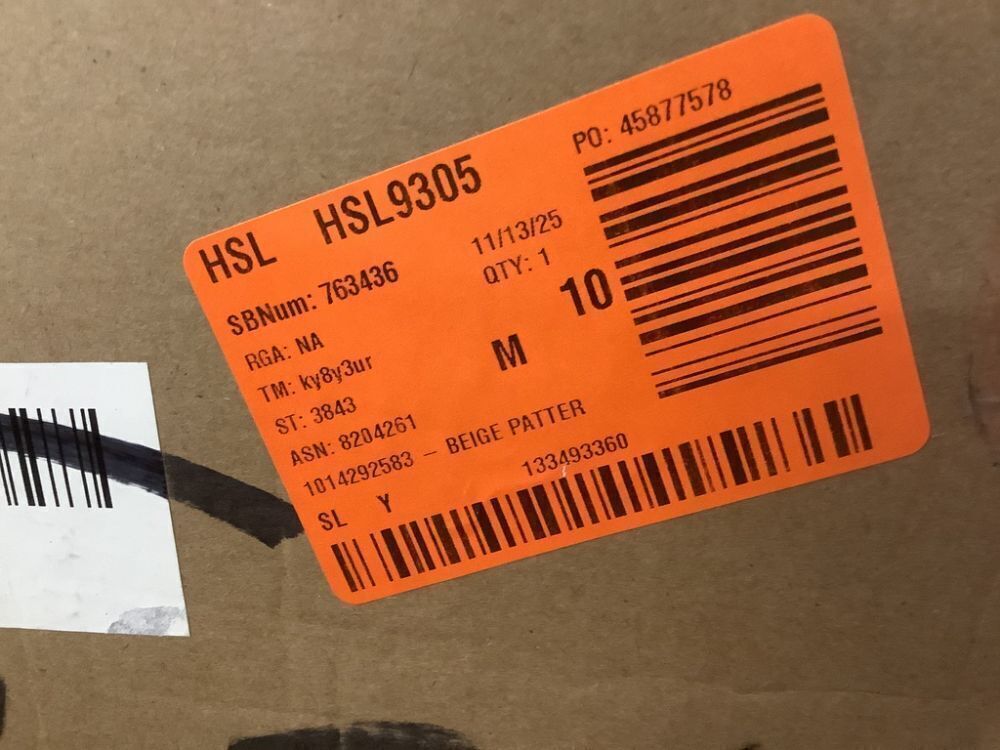 HSL HSL9305
PO: 45877578
SBNum: 763436
11/13/25
RGA: NA
QTY: 1
TM: ky8y3ur
M
10
ST: 3843
ASN: 8204261
1014292583 - BEIGE PATTER
SL Y
133493360